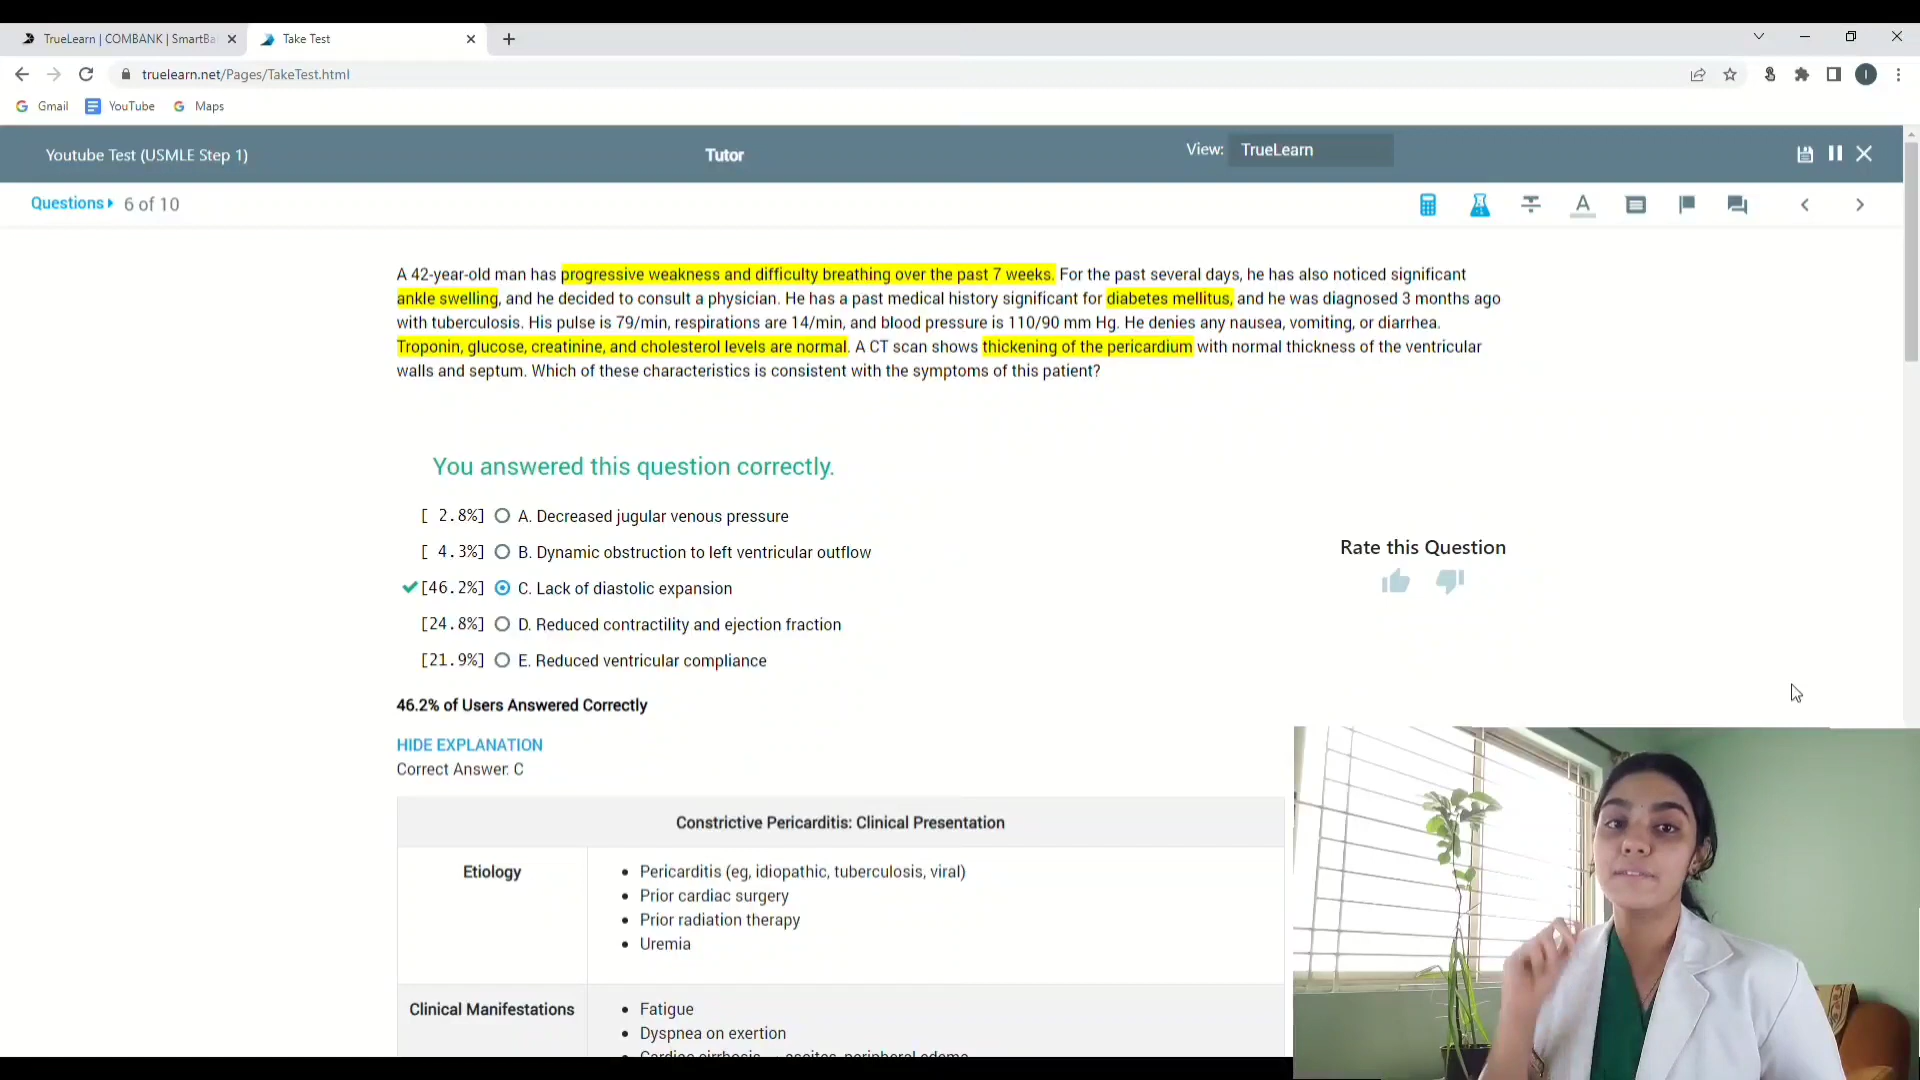 TrueLearn | COMBANK | SmartBa
Take Test
truelearn.net/Pages/TakeTest.html
I
Gmail YouTube Maps
Youtube Test (USMLE Step 1)
Tutor
View: TrueLearn
Questions 6 of 10
A 42-year-old man has progressive weakness and difficulty breathing over the past 7 weeks. For the past several days, he has also noticed significant
ankle swelling, and he decided to consult a physician. He has a past medical history significant for diabetes mellitus, and he was diagnosed 3 months ago
with tuberculosis. His pulse is 79/min, respirations are 14/min, and blood pressure is 110/90 mm Hg. He denies any nausea, vomiting, or diarrhea.
Troponin, glucose, creatinine, and cholesterol levels are normal. A CT scan shows thickening of the pericardium with normal thickness of the ventricular
walls and septum. Which of these characteristics is consistent with the symptoms of this patient?
You answered this question correctly.
[ 2.8%] A. Decreased jugular venous pressure
[ 4.3%] B. Dynamic obstruction to left ventricular outflow
[46.2%] C. Lack of diastolic expansion
[24.8%] D. Reduced contractility and ejection fraction
[21.9%] E. Reduced ventricular compliance
Rate this Question
46.2% of Users Answered Correctly
HIDE EXPLANATION
Correct Answer: C
Constrictive Pericarditis: Clinical Presentation
Etiology
• Pericarditis (eg, idiopathic, tuberculosis, viral)
• Prior cardiac surgery
• Prior radiation therapy
• Uremia
Clinical Manifestations
• Fatigue
• Dyspnea on exertion